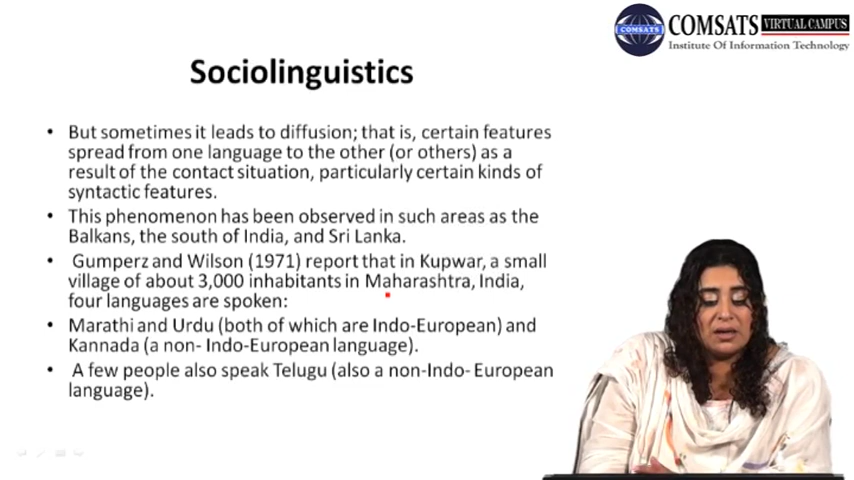 COMSATS VIRTUAL CAMPUS
Institute Of Information Technology
COMSATS
Sociolinguistics
• But sometimes it leads to diffusion; that is, certain features
spread from one language to the other (or others) as a
result of the contact situation, particularly certain kinds of
syntactic features.
• This phenomenon has been observed in such areas as the
Balkans, the south of India, and Sri Lanka.
• Gumperz and Wilson (1971) report that in Kupwar, a small
village of about 3,000 inhabitants in Maharashtra, India,
four languages are spoken:
• Marathi and Urdu (both of which are Indo-European) and
Kannada (a non- Indo-European language).
• A few people also speak Telugu (also a non-Indo- European
language).